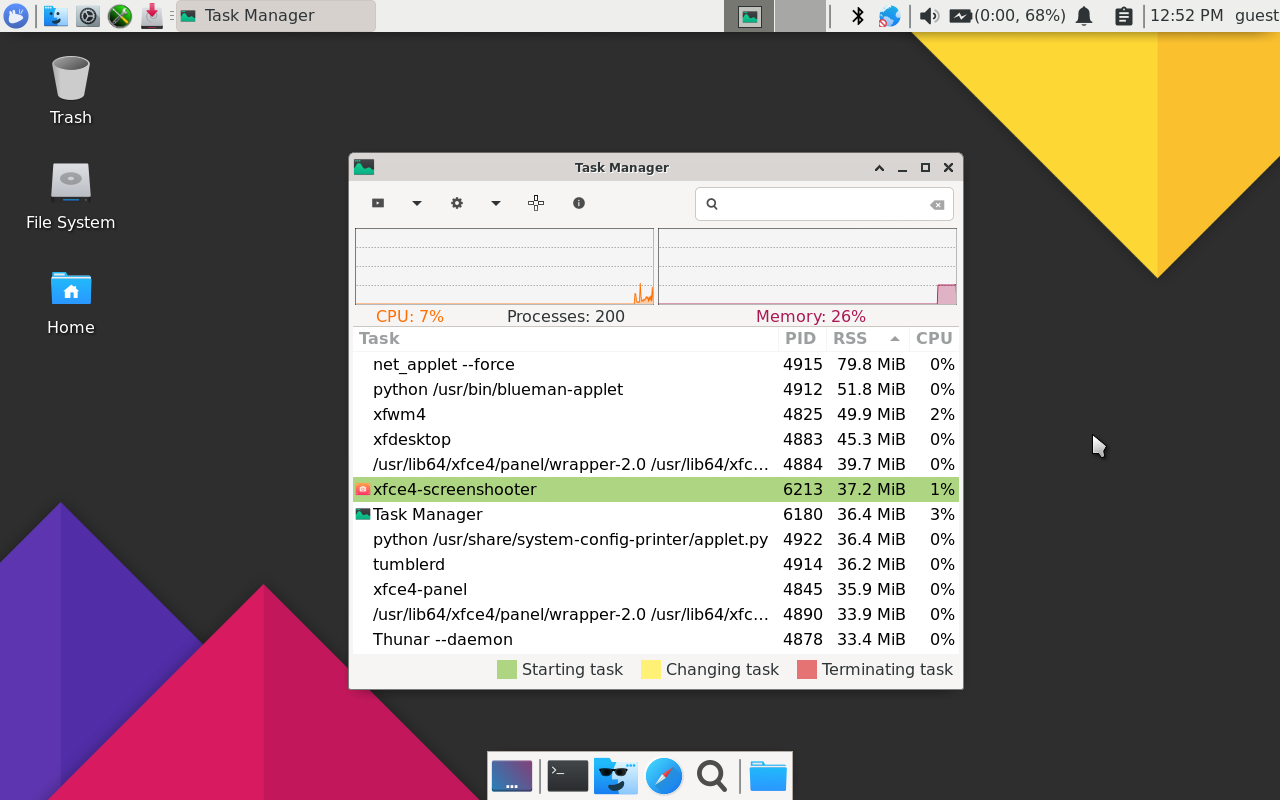 Task Manager
(0:00, 68%)
12:52 PM guest
Trash
File System
Home
Task Manager
CPU: 7% Processes: 200 Memory: 26%
Task PID RSS CPU
net_applet --force 4915 79.8 MiB 0%
python /usr/bin/blueman-applet 4912 51.8 MiB 0%
xfwm4 4825 49.9 MiB 2%
xfdesktop 4883 45.3 MiB 0%
/usr/lib64/xfce4/panel/wrapper-2.0 /usr/lib64/xfc... 4884 39.7 MiB 0%
xfce4-screenshooter 6213 37.2 MiB 1%
Task Manager 6180 36.4 MiB 3%
python /usr/share/system-config-printer/applet.py 4922 36.4 MiB 0%
tumblerd 4914 36.2 MiB 0%
xfce4-panel 4845 35.9 MiB 0%
/usr/lib64/xfce4/panel/wrapper-2.0 /usr/lib64/xfc... 4890 33.9 MiB 0%
Thunar --daemon 4878 33.4 MiB 0%
Starting task Changing task Terminating task